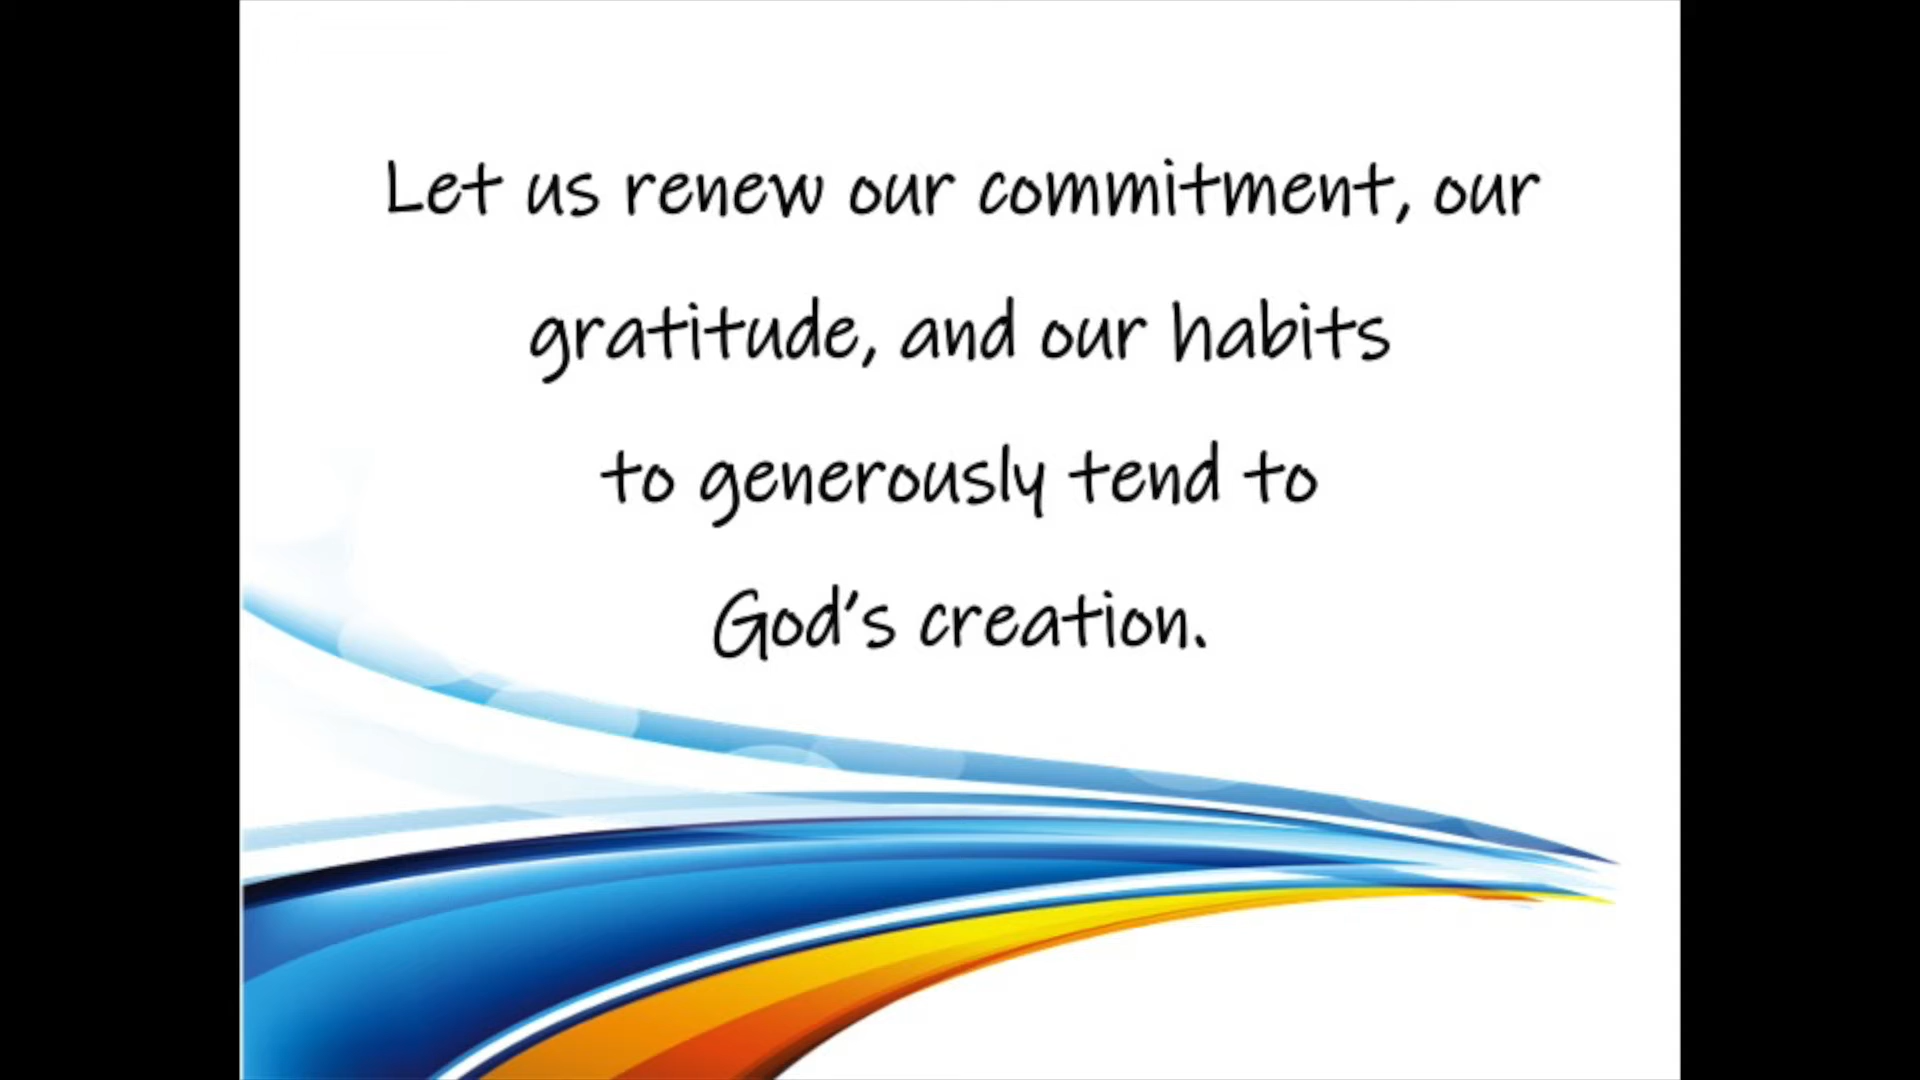 Let us renew our commitment, our
gratitude, and our habits
to generously tend to
God's creation.